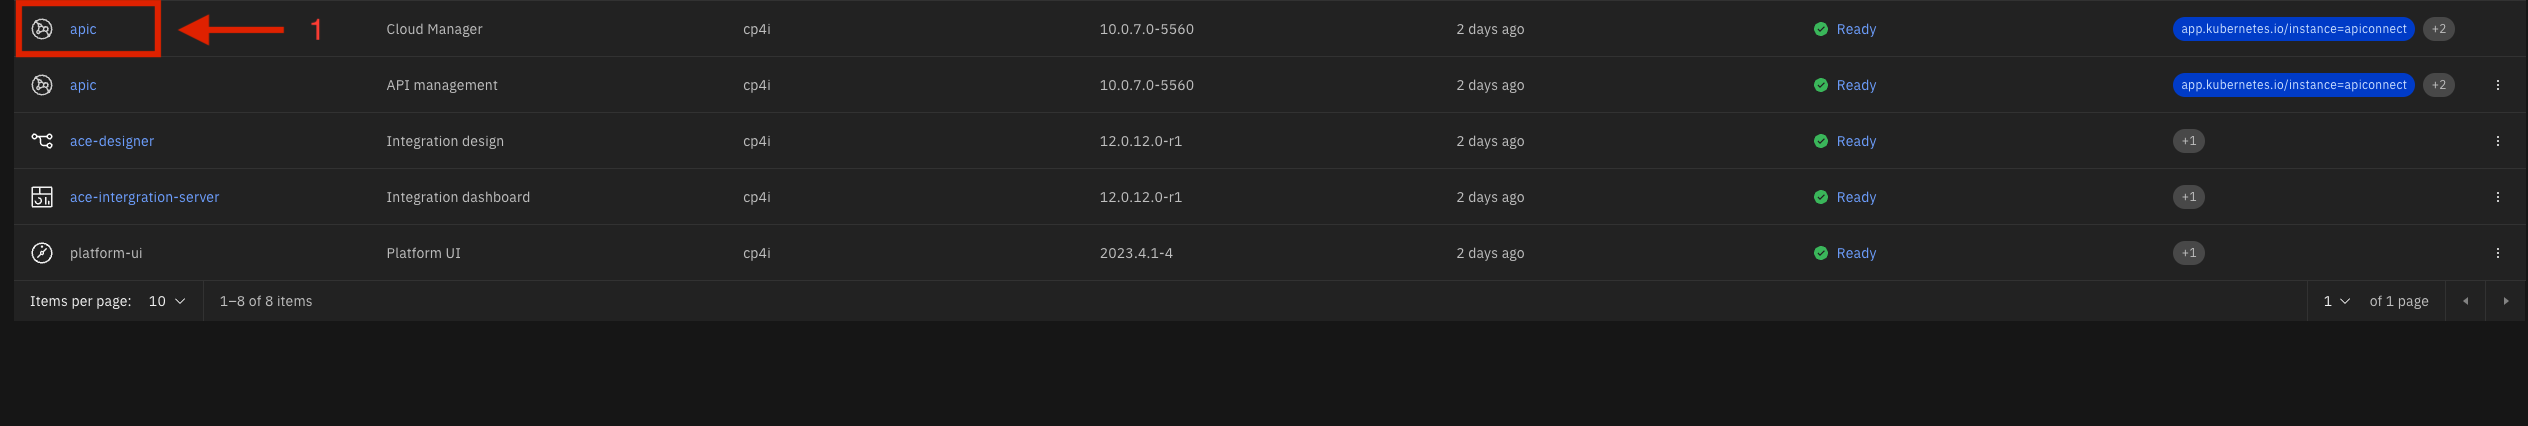 apic 1 Cloud Manager cp4i 10.0.7.0-5560 2 days ago Ready app.kubernetes.io/instance=apiconnect +2
apic API management cp4i 10.0.7.0-5560 2 days ago Ready app.kubernetes.io/instance=apiconnect +2
ace-designer Integration design cp4i 12.0.12.0-r1 2 days ago Ready +1
ace-intergration-server Integration dashboard cp4i 12.0.12.0-r1 2 days ago Ready +1
platform-ui Platform UI cp4i 2023.4.1-4 2 days ago Ready +1
Items per page: 10 1–8 of 8 items 1 of 1 page